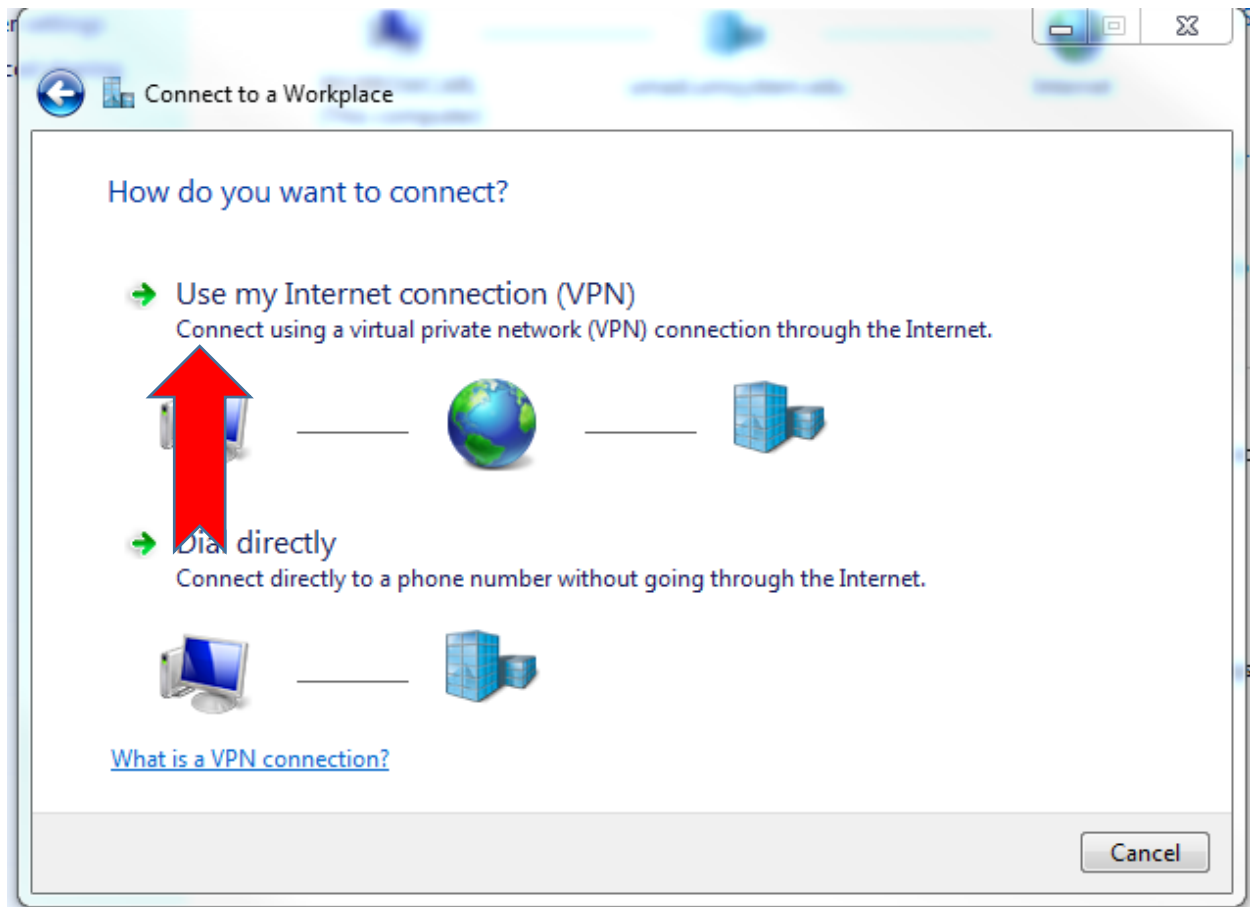 Connect to a Workplace
How do you want to connect?
Use my Internet connection (VPN)
Connect using a virtual private network (VPN) connection through the Internet.
Dial directly
Connect directly to a phone number without going through the Internet.
What is a VPN connection?
Cancel